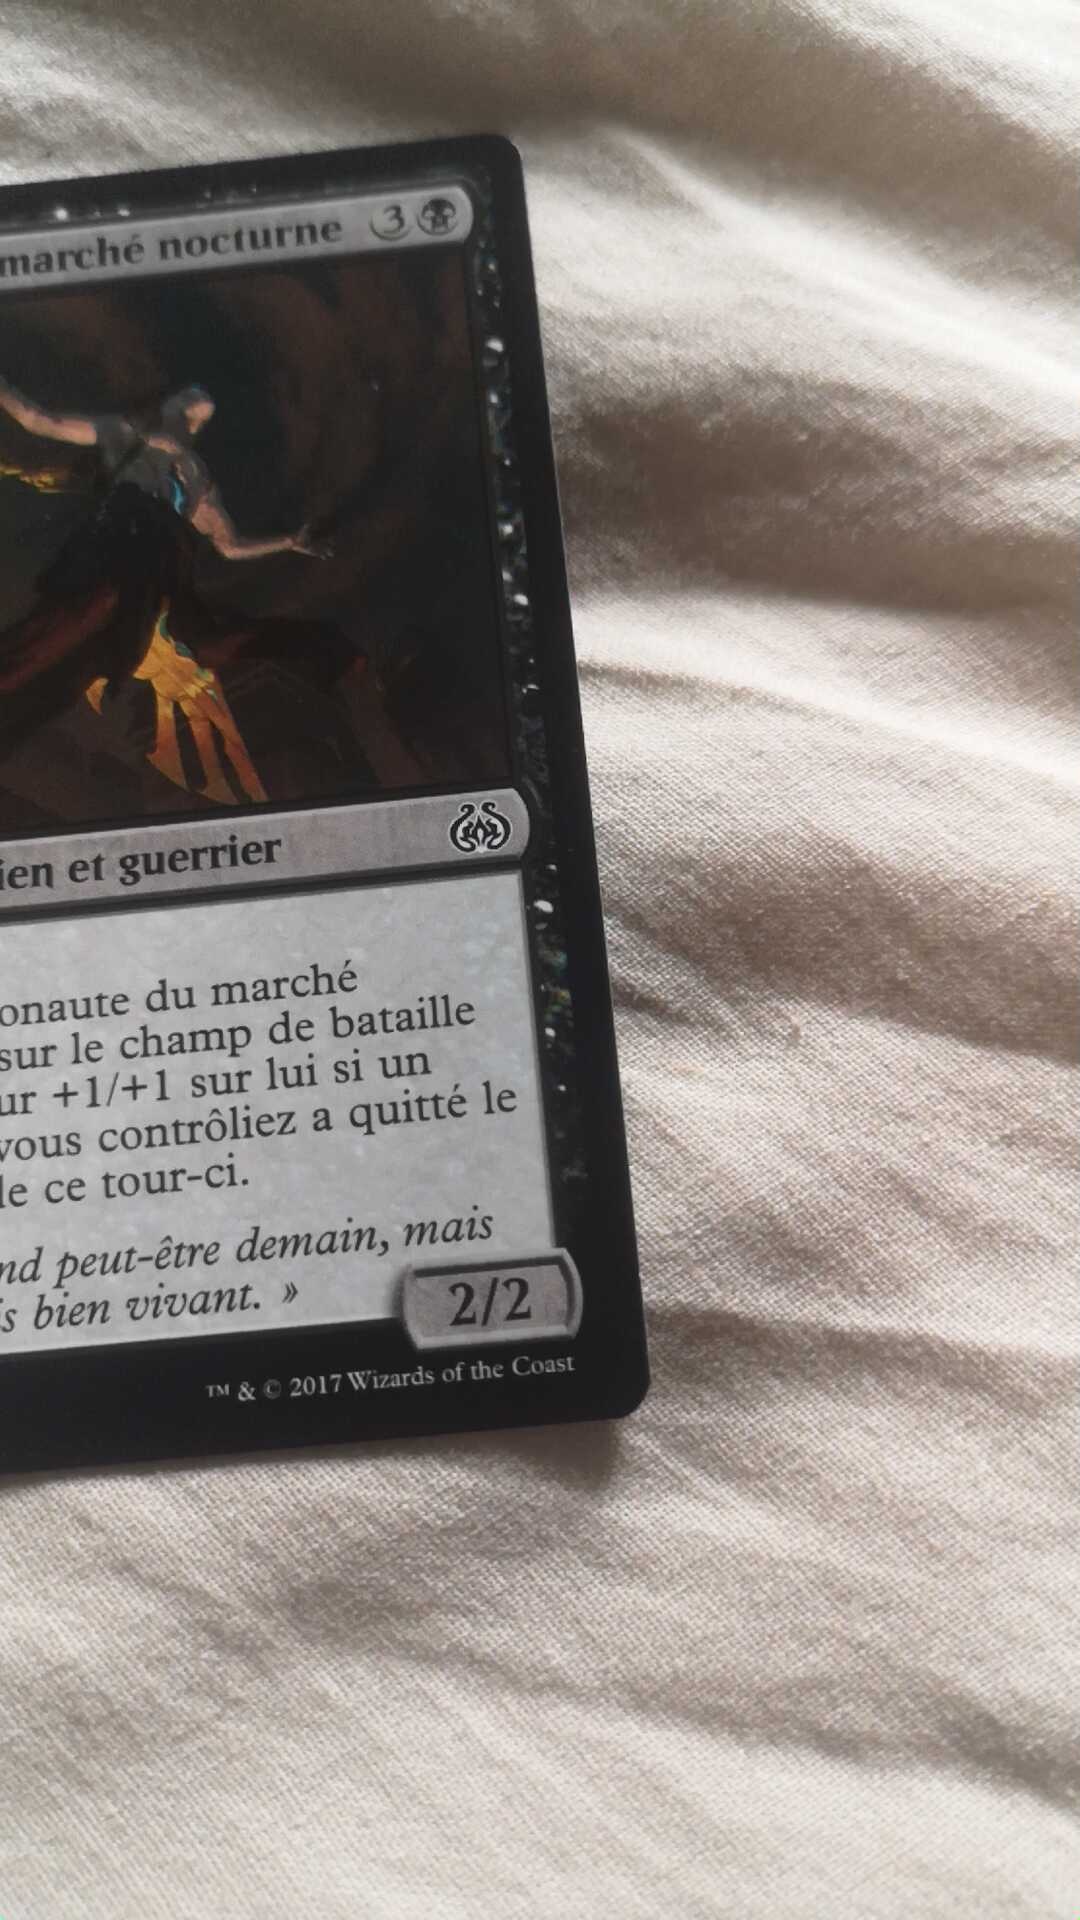 marché nocturne 3
ien et guerrier
onaute du marché
sur le champ de bataille
ur +1/+1 sur lui si un
vous contrôliez a quitté le
le ce tour-ci.
nd peut-être demain, mais
s bien vivant. »
2/2
™ & © 2017 Wizards of the Coast